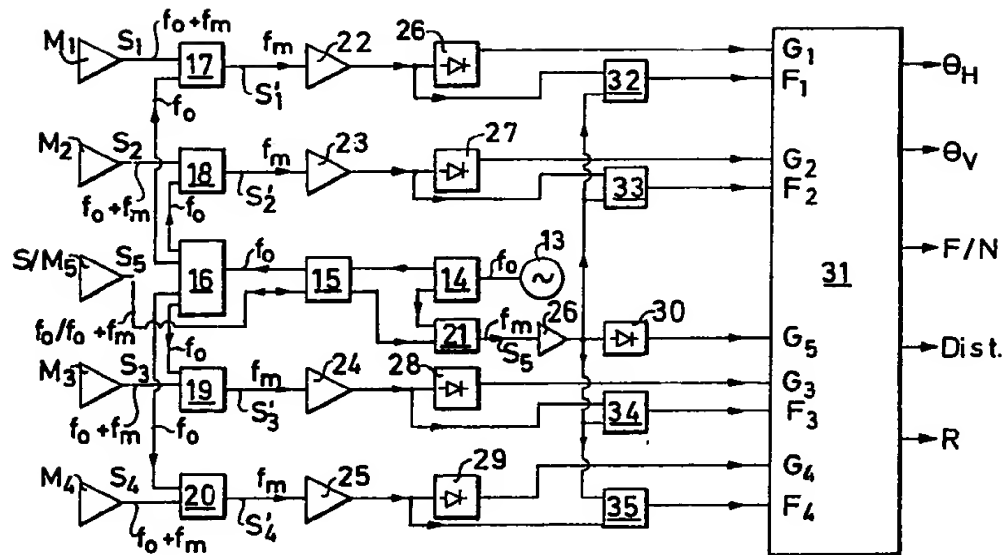 f₀+fₘ
M₁ S₁ 17 fₘ 22 26 G₁ θ_H
S'₁ 32 F₁
f₀
M₂ S₂ 18 fₘ 23 27 G₂ θ_V
f₀+fₘ f₀ S'₂ 33 F₂
S/M₅ S₅ 16 f₀ 15 14 f₀ 13 F/N
31
f₀/f₀+fₘ f₀ 21 fₘ S₅ 26 30 G₅ Dist.
M₃ S₃ 19 fₘ 24 28 G₃
f₀+fₘ f₀ S'₃ 34 F₃ R
M₄ S₄ 20 fₘ 25 29 G₄
f₀+fₘ S'₄ 35 F₄